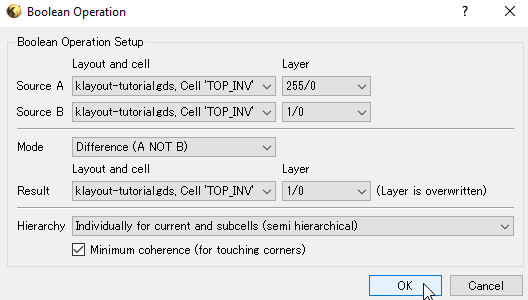 Boolean Operation
Boolean Operation Setup
Layout and cell Layer
Source A klayout-tutorial.gds, Cell 'TOP_INV' 255/0
Source B klayout-tutorial.gds, Cell 'TOP_INV' 1/0
Mode Difference (A NOT B)
Layout and cell Layer
Result klayout-tutorial.gds, Cell 'TOP_INV' 1/0 (Layer is overwritten)
Hierarchy Individually for current and subcells (semi hierarchical)
Minimum coherence (for touching corners)
OK Cancel